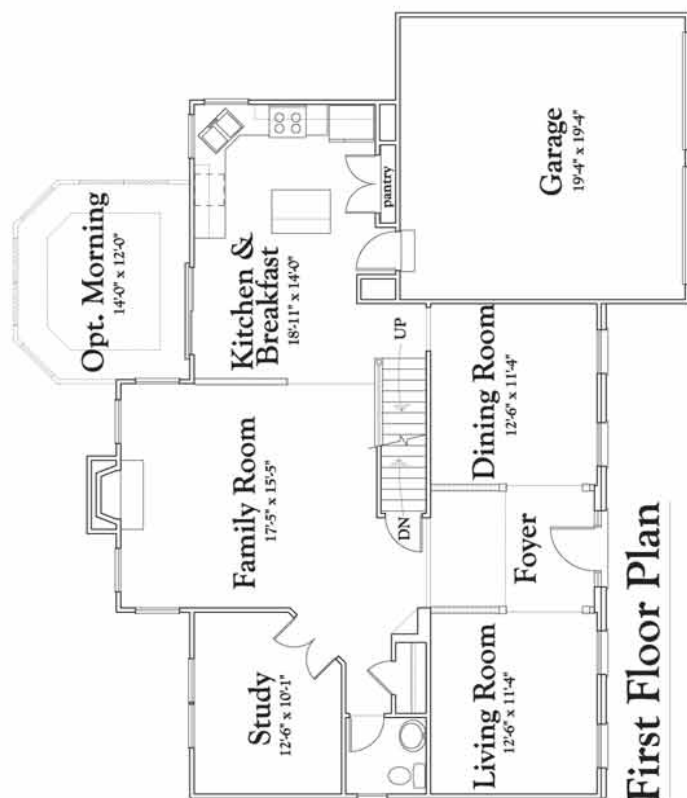 Opt. Morning
14'-0" x 12'-0"
Kitchen &
Breakfast
18'-11" x 14'-0"
pantry
Garage
19'-4" x 19'-4"
Family Room
17'-5" x 15'-5"
UP
DN
Dining Room
12'-6" x 11'-4"
Study
12'-6" x 10'-1"
Foyer
Living Room
12'-6" x 11'-4"
First Floor Plan